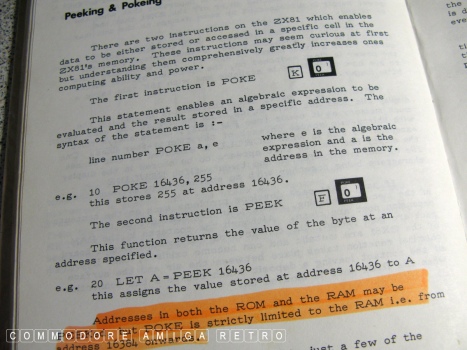 Peeking & Pokeing
There are two instructions on the ZX81 which enables
data to be either stored or accessed in a specific cell in the
ZX81's memory. These instructions may seem curious at first
but understanding them comprehensively greatly increases ones
computing ability and power.
The first instruction is POKE K O
This statement enables an algebraic expression to be
evaluated and the result stored in a specific address. The
syntax of the statement is :-
line number POKE a, e
where e is the algebraic
expression and a is the
address in the memory.
e.g. 10 POKE 16436, 255
this stores 255 at address 16436.
The second instruction is PEEK F O
This function returns the value of the byte at an
address specified.
e.g. 20 LET A = PEEK 16436
this assigns the value stored at address 16436 to A
Addresses in both the ROM and the RAM may be
POKE is strictly limited to the RAM i.e. from
address 16384
just a few of the
COMMODORE AMIGA RETRO